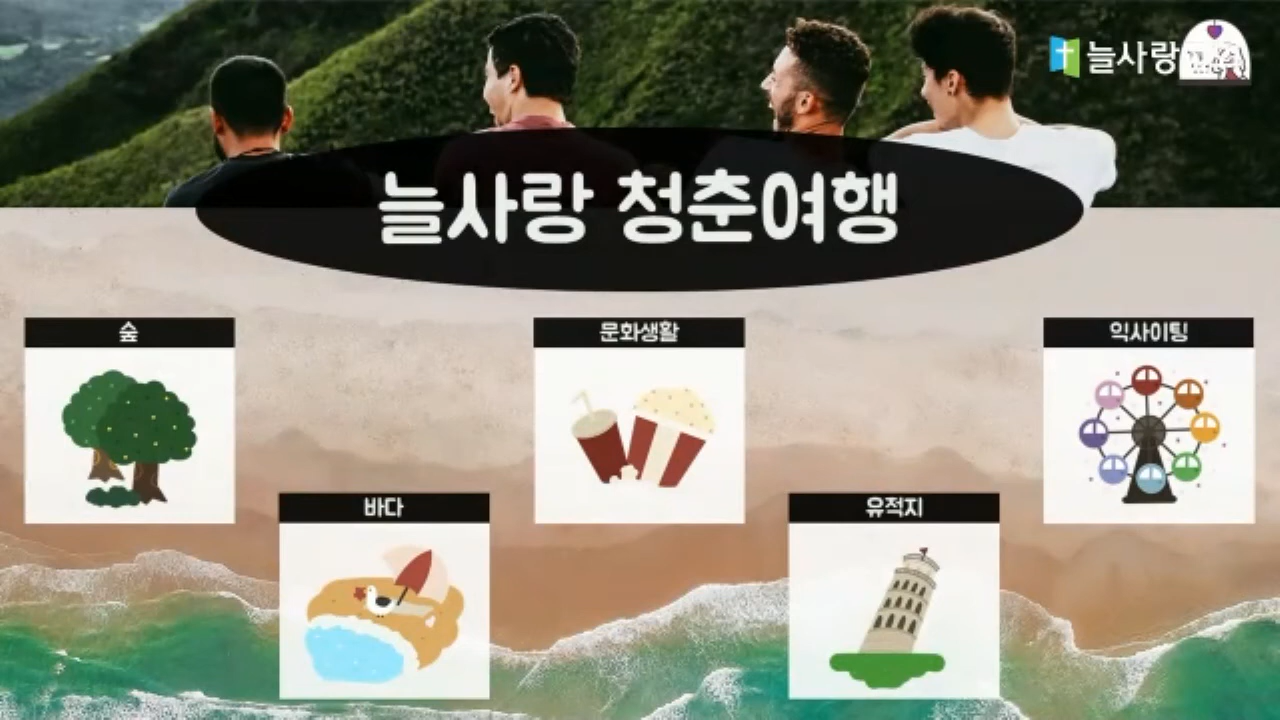 늘사랑
늘사랑 청춘여행
숲
문화생활
익사이팅
바다
유적지